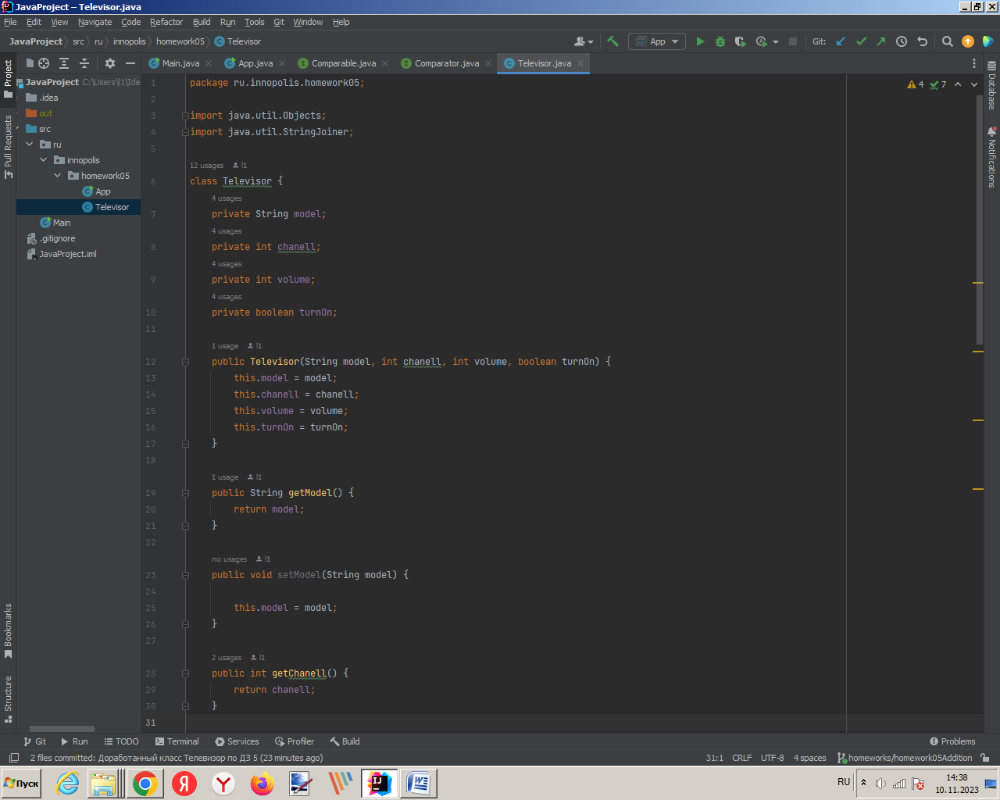 JavaProject – Televisor.java
File Edit View Navigate Code Refactor Build Run Tools Git Window Help
JavaProject src ru innopolis homework05 Televisor
App
Git:
Main.java App.java Comparable.java Comparator.java Televisor.java
Project
Pull Requests
Bookmarks
Structure
JavaProject C:\Users\l1\Ide
.idea
out
src
ru
innopolis
homework05
App
Televisor
Main
.gitignore
JavaProject.iml
4 7
Database
Notifications
1 package ru.innopolis.homework05;
2
3 import java.util.Objects;
4 import java.util.StringJoiner;
5
12 usages l1
6 class Televisor {
4 usages
7 private String model;
4 usages
8 private int chanell;
4 usages
9 private int volume;
4 usages
10 private boolean turnOn;
11
1 usage l1
12 public Televisor(String model, int chanell, int volume, boolean turnOn) {
13 this.model = model;
14 this.chanell = chanell;
15 this.volume = volume;
16 this.turnOn = turnOn;
17 }
18
1 usage l1
19 public String getModel() {
20 return model;
21 }
22
no usages l1
23 public void setModel(String model) {
24
25 this.model = model;
26 }
27
2 usages l1
28 public int getChanell() {
29 return chanell;
30 }
31
Git Run TODO Terminal Services Profiler Build Problems
2 files committed: Доработанный класс Телевизор по ДЗ 5 (23 minutes ago) 31:1 CRLF UTF-8 4 spaces homeworks/homework05Addition
Пуск
RU
14:38
10.11.2023